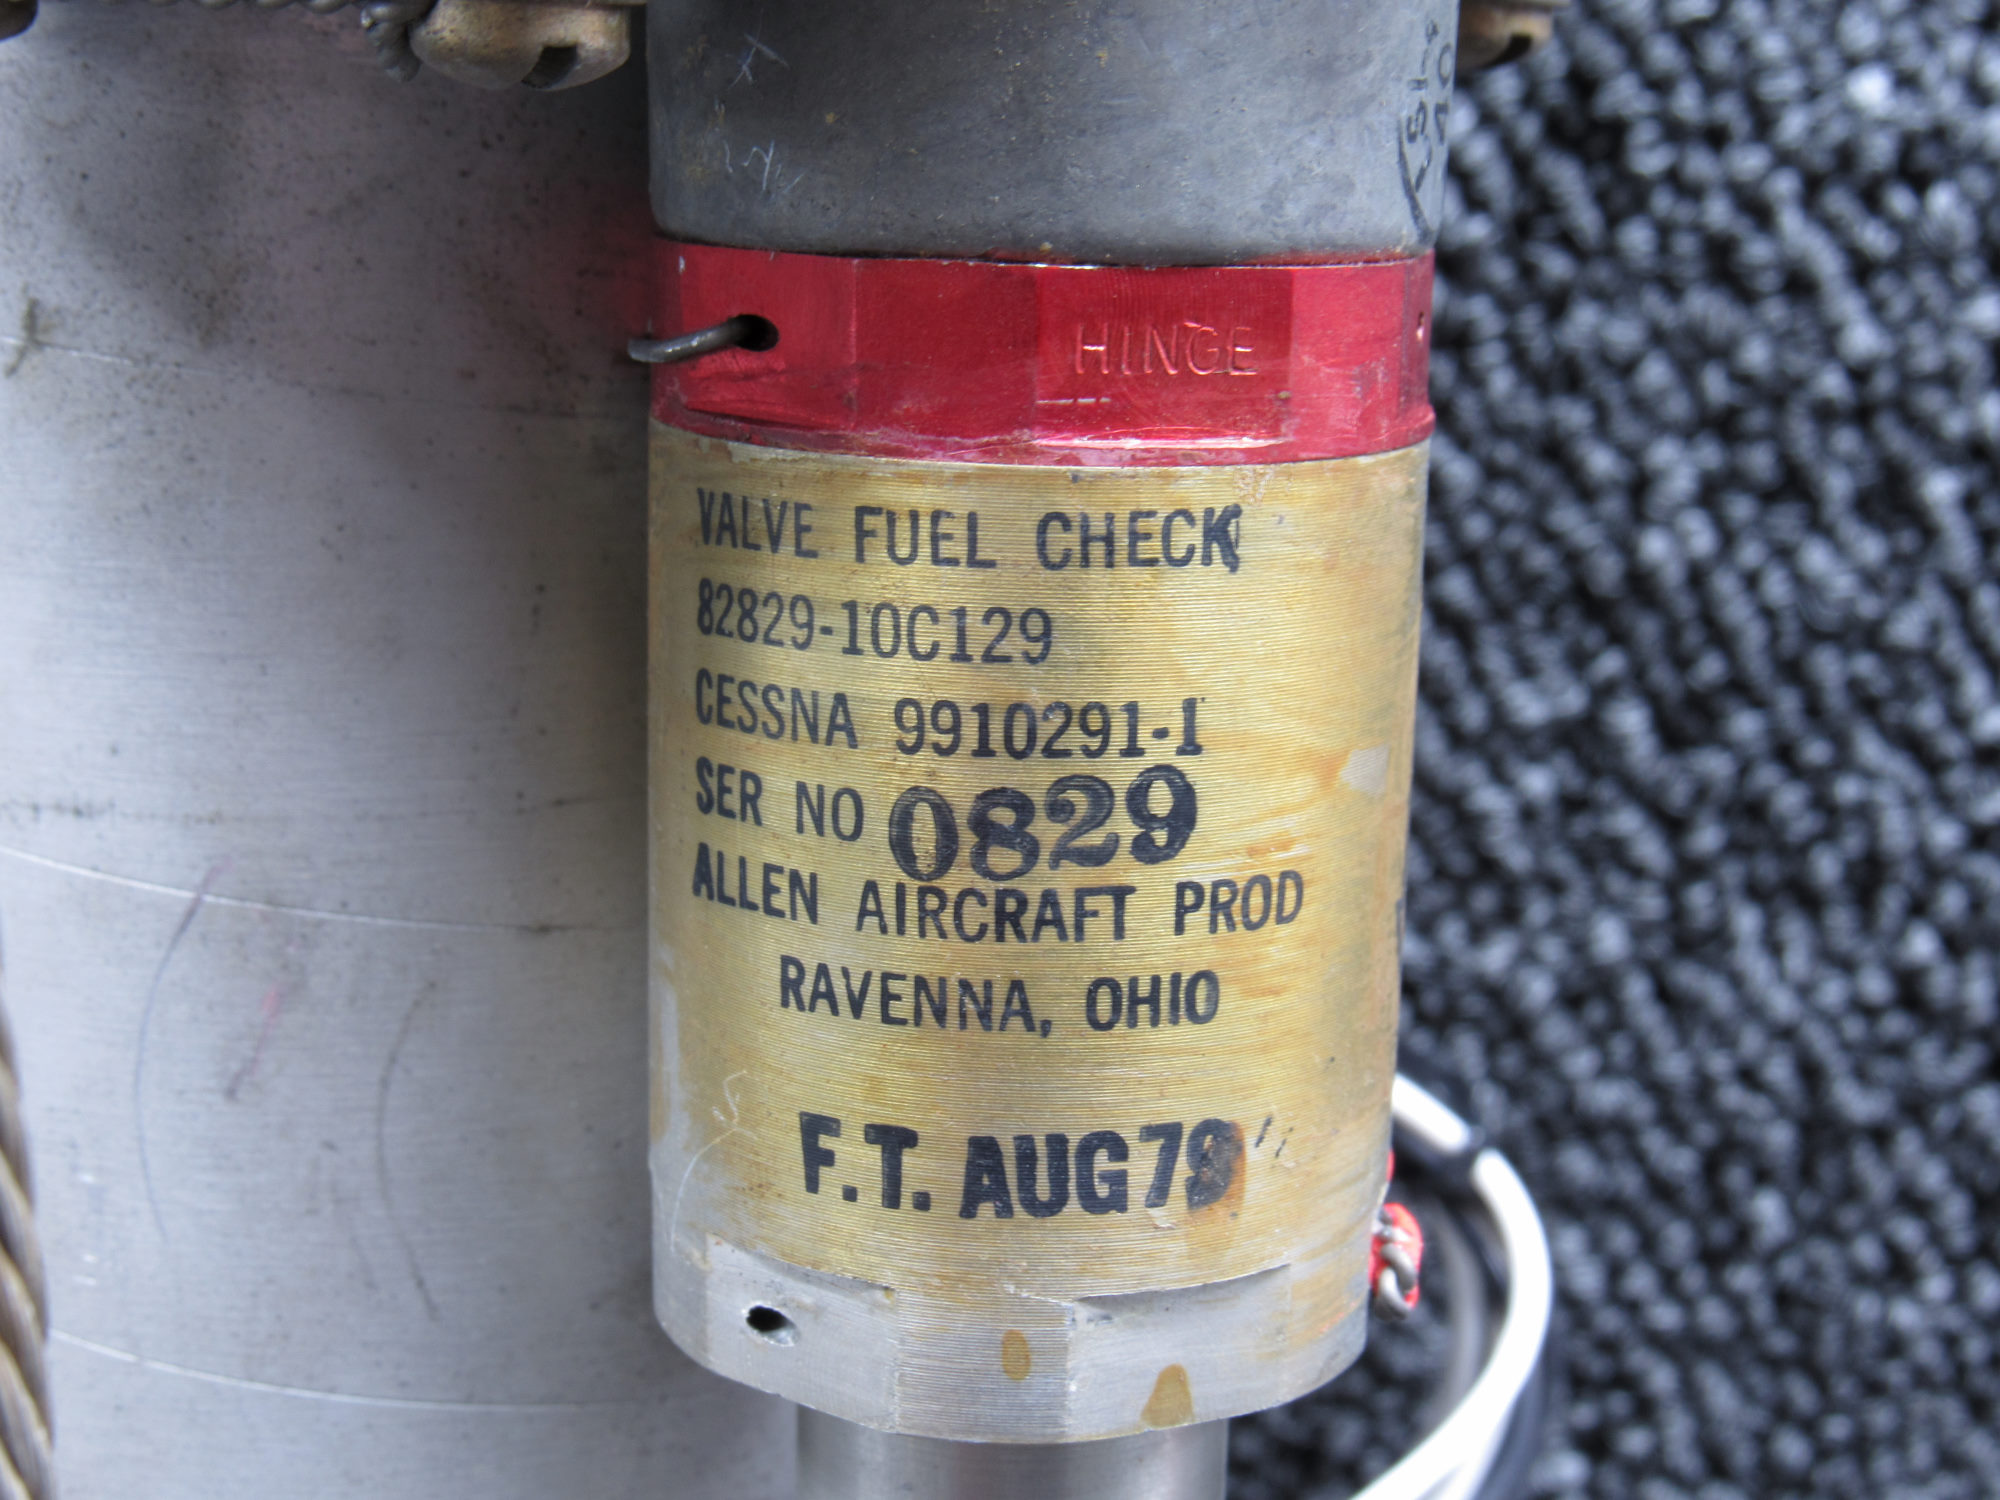 HINGE
VALVE FUEL CHECK
82829-10C129
CESSNA 9910291-1
SER NO 0829
ALLEN AIRCRAFT PROD
RAVENNA, OHIO
F.T. AUG79